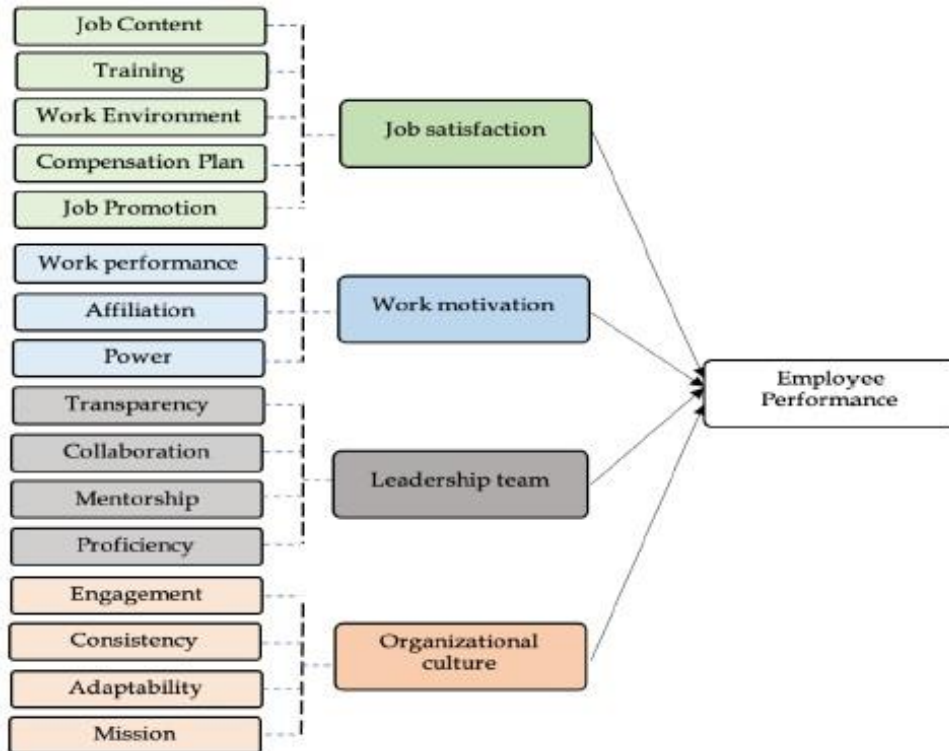 Job Content
Training
Work Environment
Compensation Plan
Job Promotion
Job satisfaction
Work performance
Affiliation
Power
Work motivation
Transparency
Collaboration
Mentorship
Proficiency
Leadership team
Engagement
Consistency
Adaptability
Mission
Organizational
culture
Employee
Performance